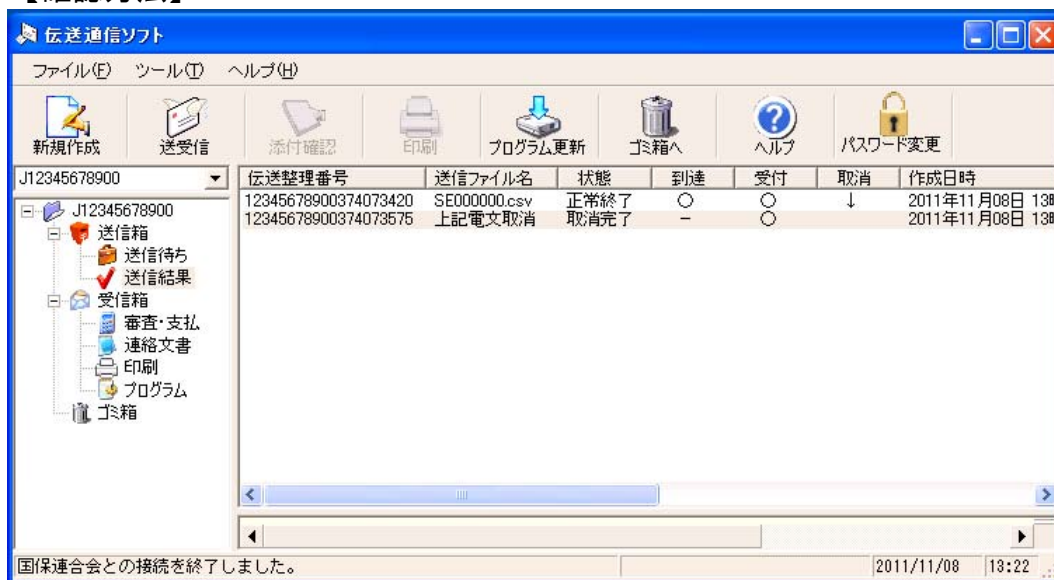 伝送通信ソフト
ファイル(F) ツール(T) ヘルプ(H)
新規作成 送受信 添付確認 印刷 プログラム更新 ゴミ箱へ ヘルプ パスワード変更
J12345678900
伝送整理番号 送信ファイル名 状態 到達 受付 取消 作成日時
12345678900374073420 SE000000.csv 正常終了 ○ ○ ↓ 2011年11月08日 13時
12345678900374073575 上記電文取消 取消完了 − ○ 2011年11月08日 13時
J12345678900
送信箱
送信待ち
送信結果
受信箱
審査・支払
連絡文書
印刷
プログラム
ゴミ箱
国保連合会との接続を終了しました。 2011/11/08 13:22